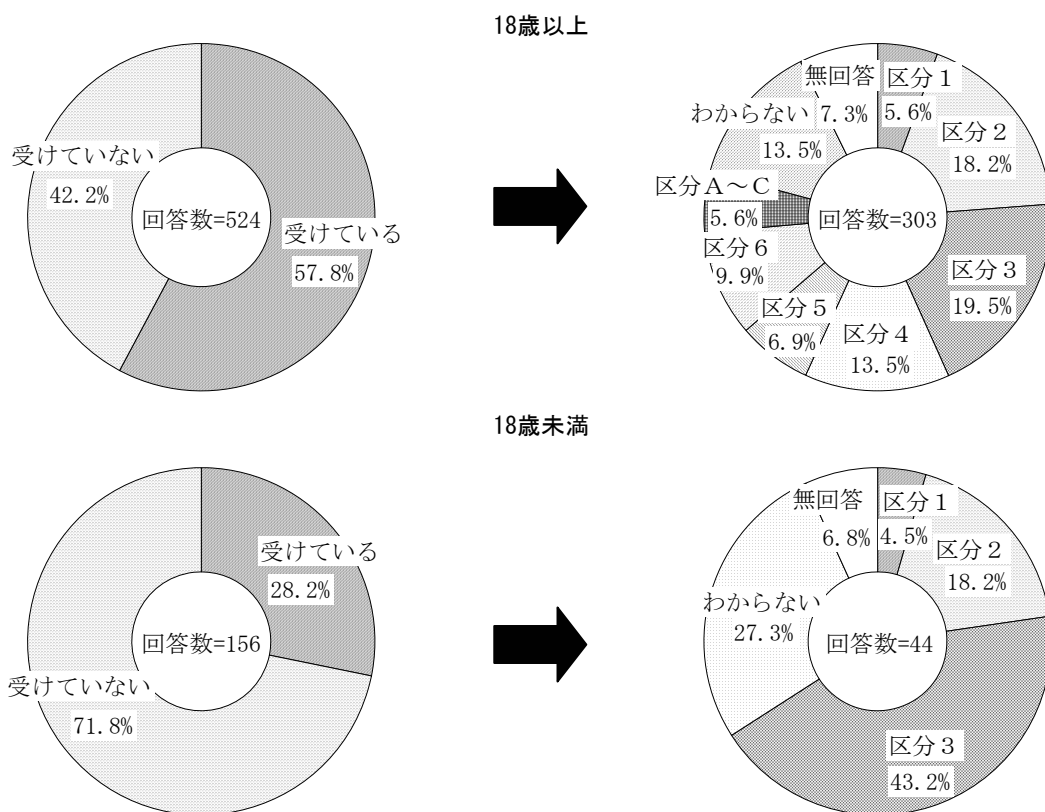 18歳以上
受けていない
42.2%
回答数=524
受けている
57.8%
無回答
7.3%
区分1
5.6%
区分2
18.2%
区分3
19.5%
区分4
13.5%
区分5
6.9%
区分6
9.9%
区分A~C
5.6%
わからない
13.5%
回答数=303
18歳未満
受けている
28.2%
回答数=156
受けていない
71.8%
無回答
6.8%
区分1
4.5%
区分2
18.2%
わからない
27.3%
回答数=44
区分3
43.2%